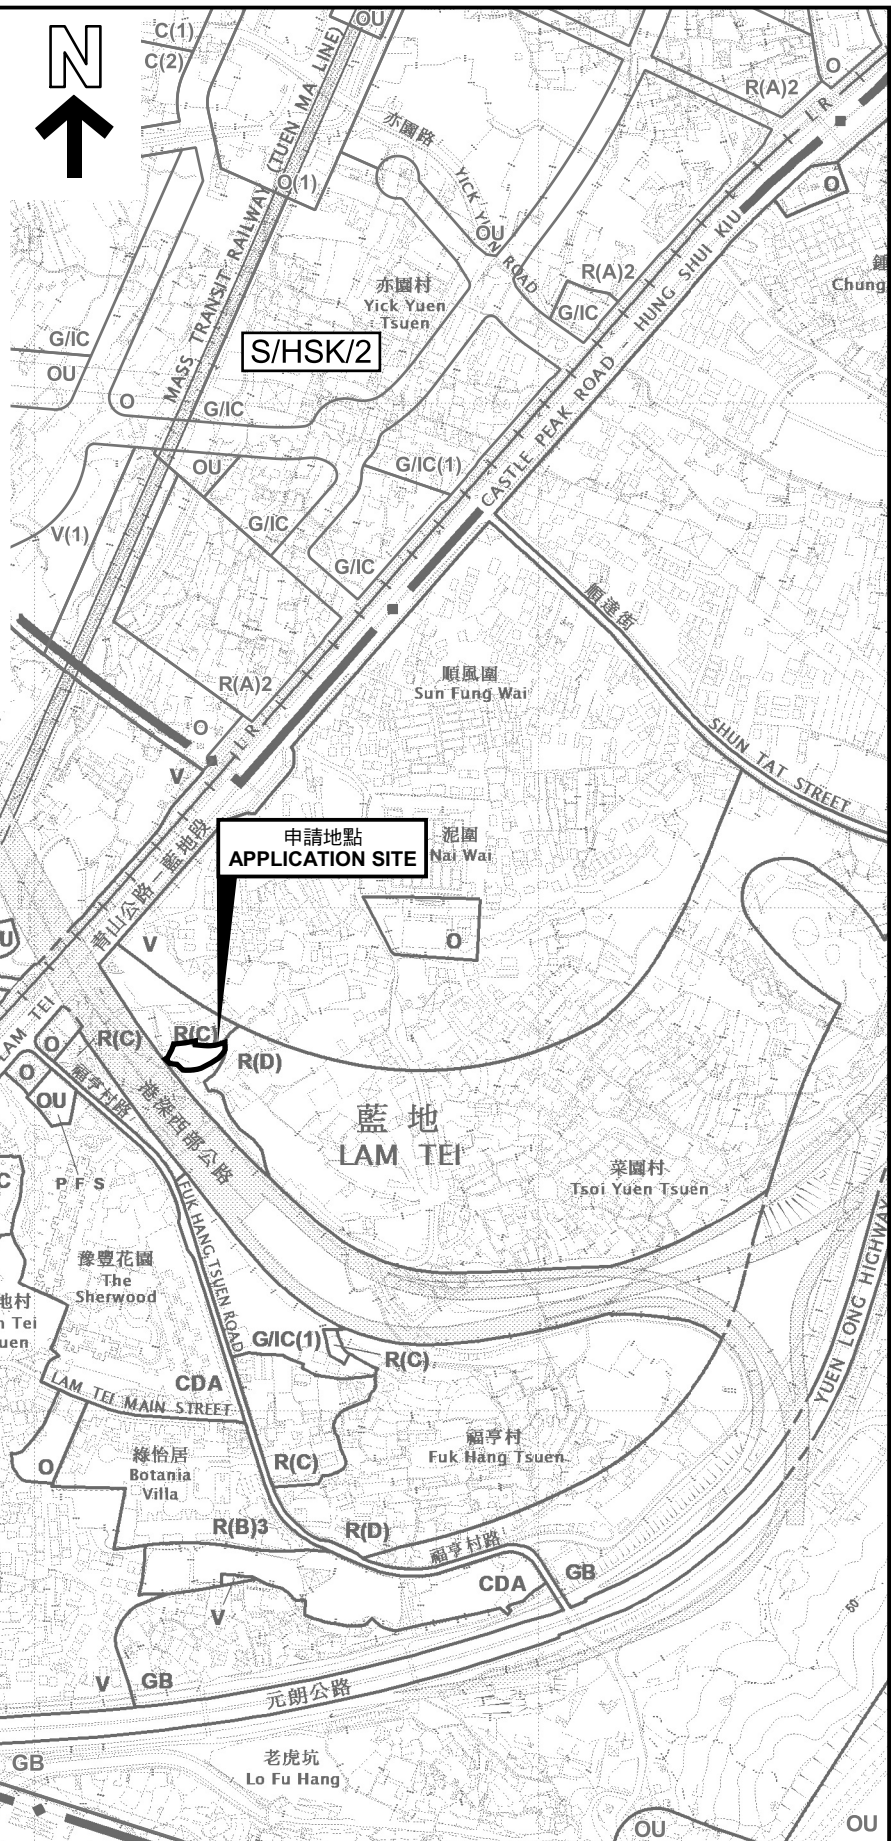 N
C(1)
C(2)
OU
R(A)2
O
L R
O
MASS TRANSIT RAILWAY (TUEN MA LINE)
O(1)
亦園路
YICK YUEN ROAD
OU
R(A)2
G/IC
亦園村
Yick Yuen
Tsuen
鍾
Chung
CASTLE PEAK ROAD - HUNG SHUI KIU
S/HSK/2
G/IC
OU
O
G/IC
OU
G/IC(1)
G/IC
V(1)
G/IC
順達街
SHUN TAT STREET
順風圍
Sun Fung Wai
R(A)2
O
L R
V
申請地點
APPLICATION SITE
泥圍
Nai Wai
青山公路－藍地段
V
O
U
LAM TEI
R(C)
R(C)
R(D)
O
O
OU
福亨村路
港深西部公路
藍地
LAM TEI
菜園村
Tsoi Yuen Tsuen
C
P F S
FUK HANG TSUEN ROAD
豫豐花園
The
Sherwood
地村
n Tei
uen
YUEN LONG HIGHWAY
G/IC(1)
R(C)
CDA
LAM TEI MAIN STREET
福亨村
Fuk Hang Tsuen
綠怡居
Botania
Villa
O
R(C)
R(B)3
R(D)
福亨村路
CDA
GB
V
50
V
GB
元朗公路
GB
老虎坑
Lo Fu Hang
OU
OU